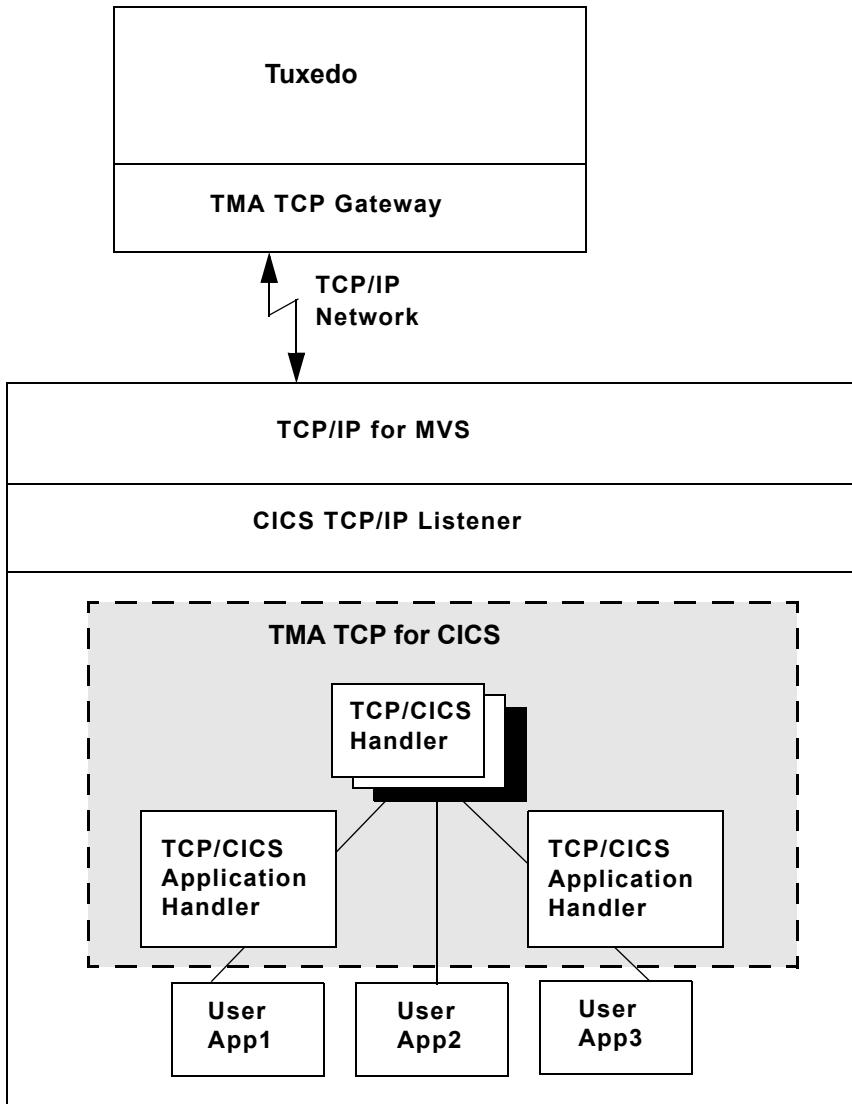 Tuxedo
TMA TCP Gateway
TCP/IP
Network
TCP/IP for MVS
CICS TCP/IP Listener
TMA TCP for CICS
TCP/CICS
Handler
TCP/CICS
Application
Handler
TCP/CICS
Application
Handler
User
App1
User
App2
User
App3